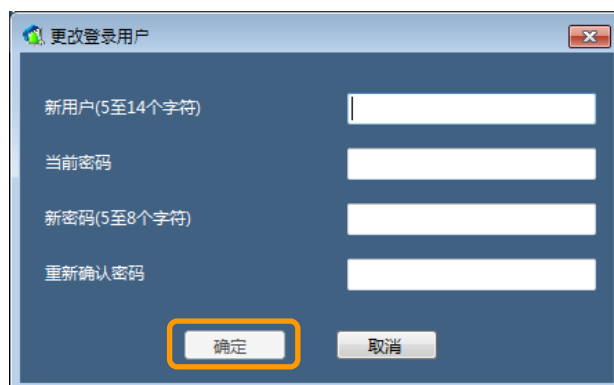 更改登录用户
新用户(5至14个字符)
当前密码
新密码(5至8个字符)
重新确认密码
确定 取消